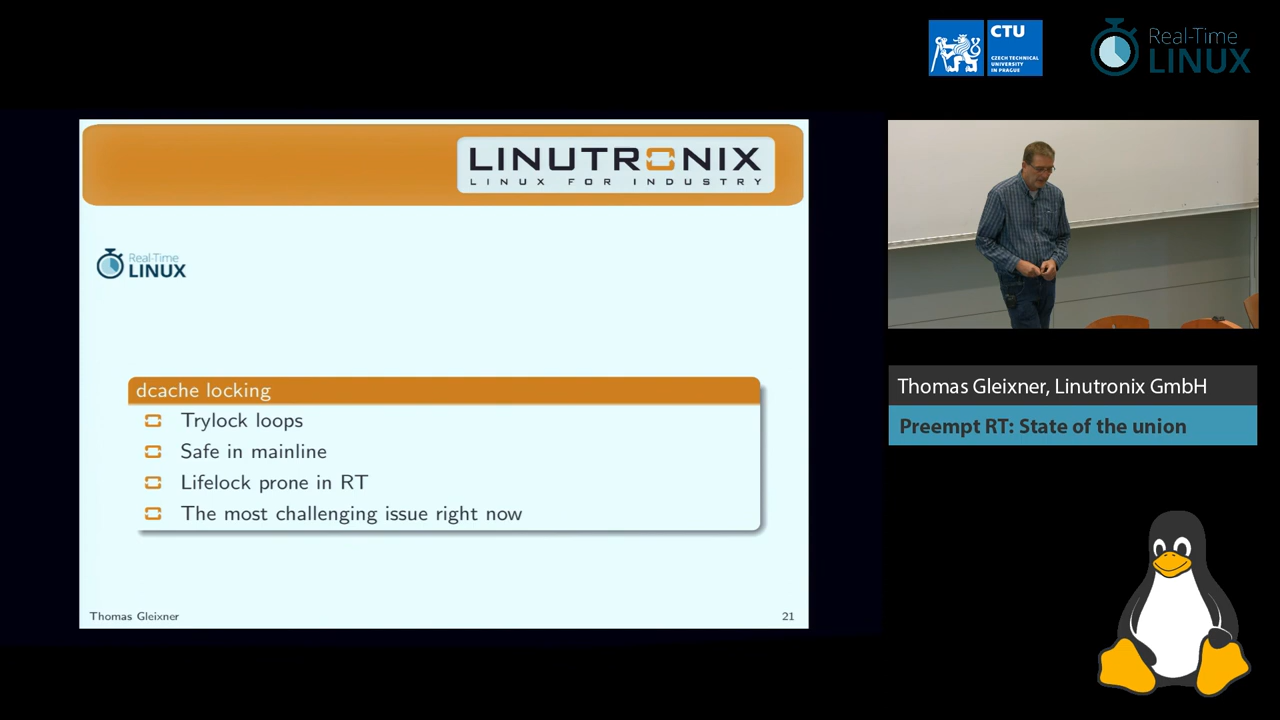 CTU
CZECH TECHNICAL
UNIVERSITY
IN PRAGUE
Real-Time
LINUX
LINUTRONIX
LINUX FOR INDUSTRY
Real-Time
LINUX
dcache locking
Trylock loops
Safe in mainline
Lifelock prone in RT
The most challenging issue right now
Thomas Gleixner
21
Thomas Gleixner, Linutronix GmbH
Preempt RT: State of the union